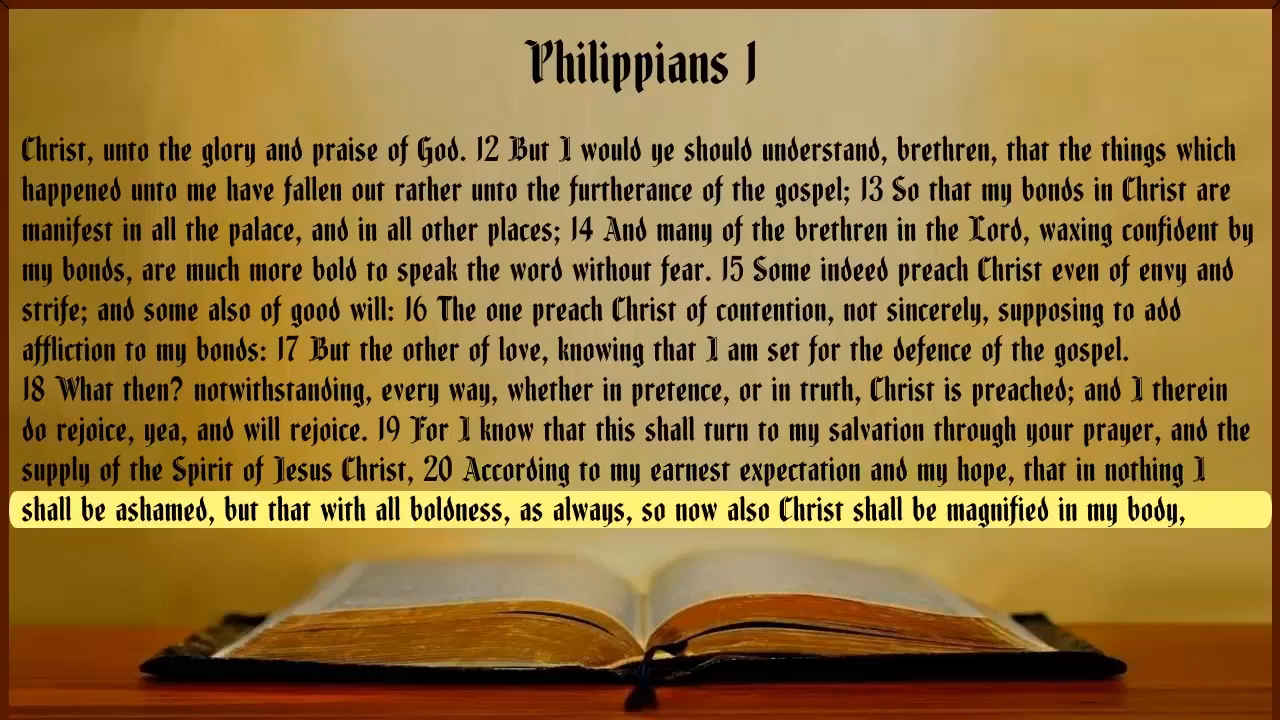 Philippians 1
Christ, unto the glory and praise of God. 12 But I would ye should understand, brethren, that the things which
happened unto me have fallen out rather unto the furtherance of the gospel; 13 So that my bonds in Christ are
manifest in all the palace, and in all other places; 14 And many of the brethren in the Lord, waxing confident by
my bonds, are much more bold to speak the word without fear. 15 Some indeed preach Christ even of envy and
strife; and some also of good will: 16 The one preach Christ of contention, not sincerely, supposing to add
affliction to my bonds: 17 But the other of love, knowing that I am set for the defence of the gospel.
18 What then? notwithstanding, every way, whether in pretence, or in truth, Christ is preached; and I therein
do rejoice, yea, and will rejoice. 19 For I know that this shall turn to my salvation through your prayer, and the
supply of the Spirit of Jesus Christ, 20 According to my earnest expectation and my hope, that in nothing I
shall be ashamed, but that with all boldness, as always, so now also Christ shall be magnified in my body,